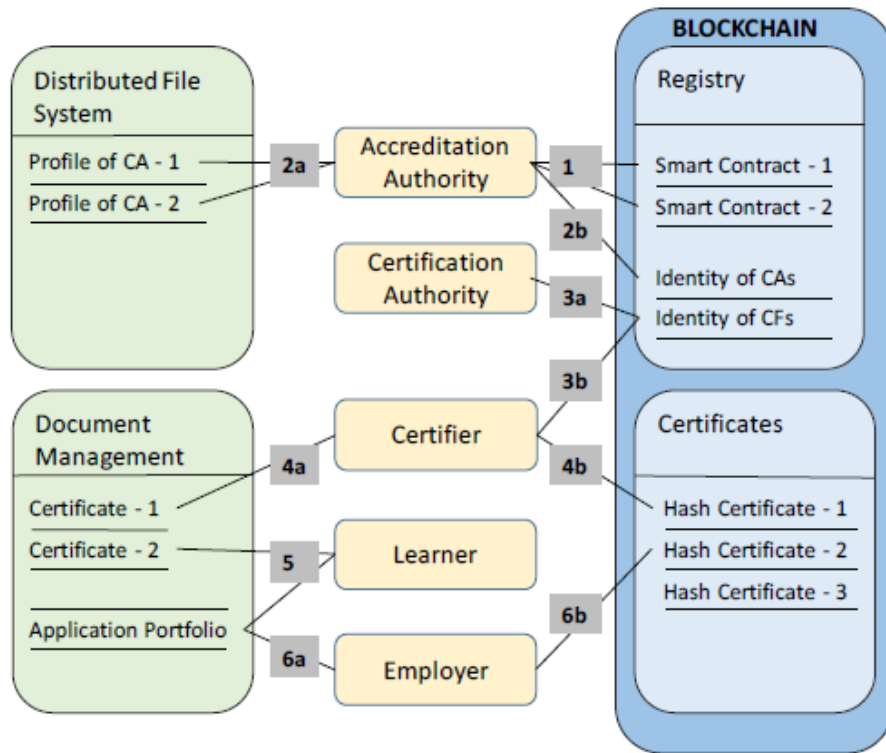 BLOCKCHAIN
Distributed File
System
Profile of CA - 1
Profile of CA - 2
2a
Accreditation
Authority
1
2b
Registry
Smart Contract - 1
Smart Contract - 2
Identity of CAs
Identity of CFs
Certification
Authority
3a
3b
Document
Management
Certificate - 1
Certificate - 2
Application Portfolio
4a
Certifier
4b
5
Learner
6a
Employer
6b
Certificates
Hash Certificate - 1
Hash Certificate - 2
Hash Certificate - 3